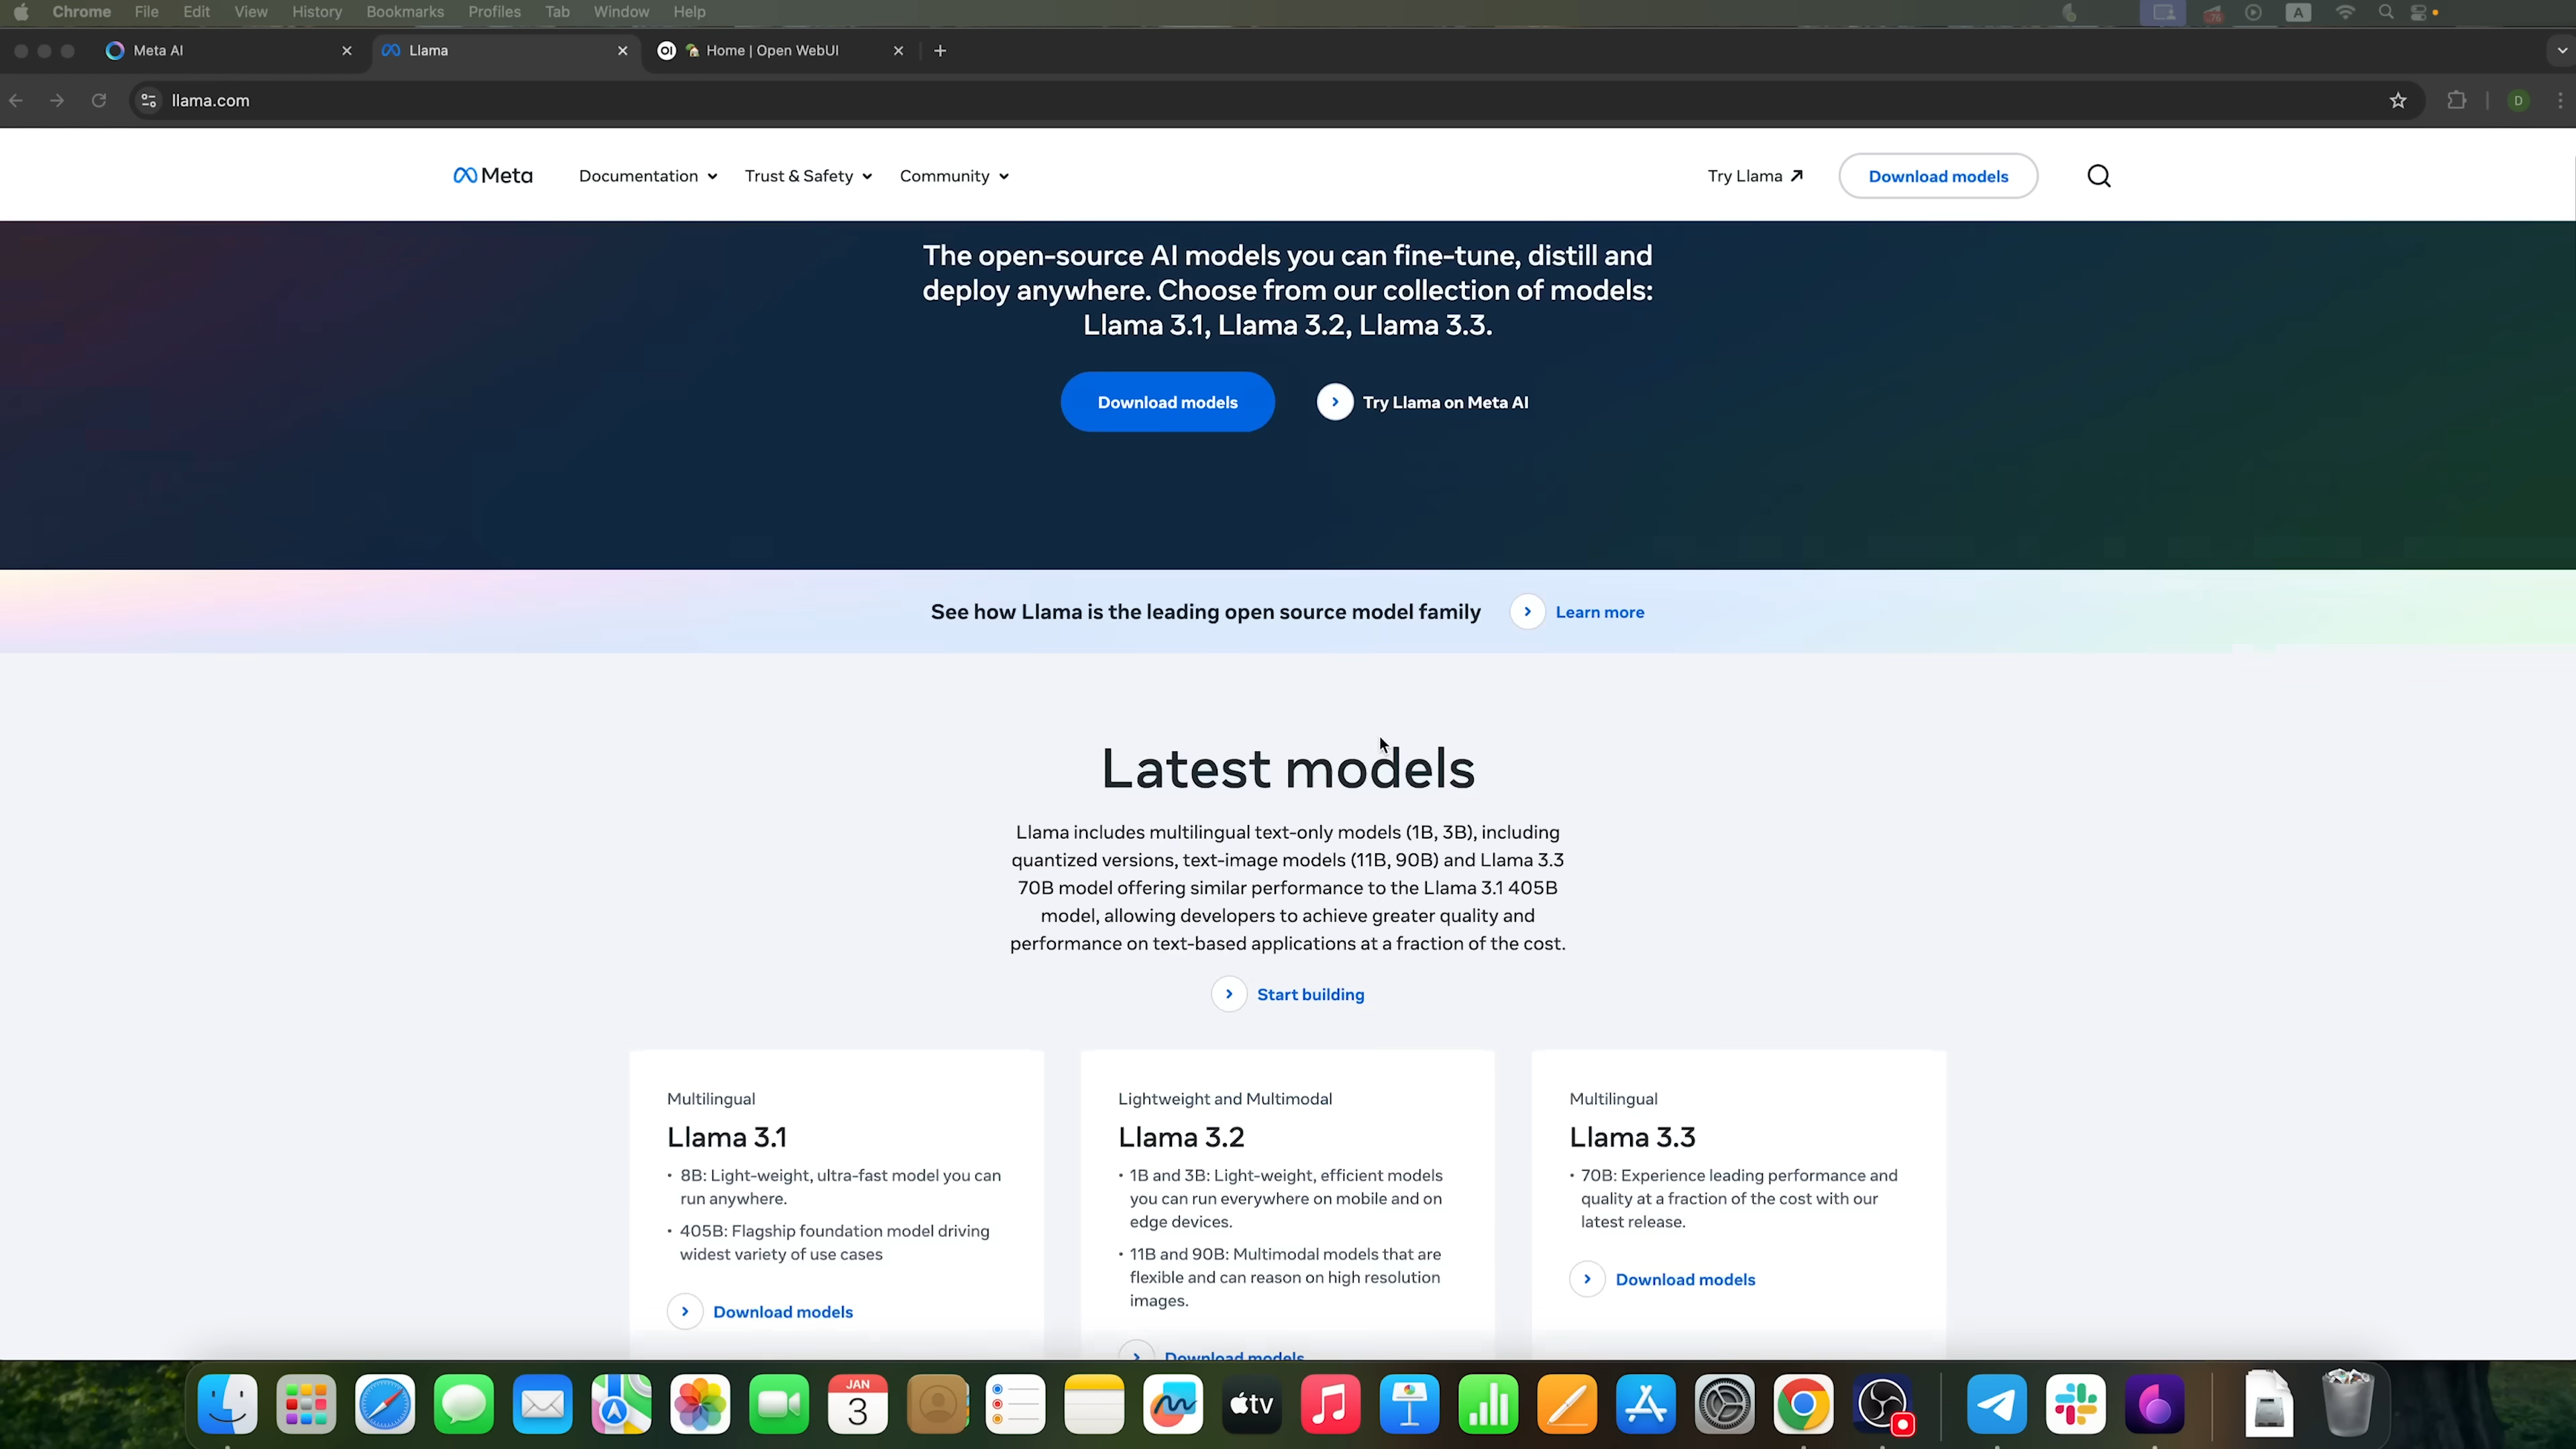 Chrome File Edit View History Bookmarks Profiles Tab Window Help
76 A
Meta AI
Llama
OI Home | Open WebUI
llama.com
D
Meta
Documentation
Trust & Safety
Community
Try Llama
Download models
The open-source AI models you can fine-tune, distill and
deploy anywhere. Choose from our collection of models:
Llama 3.1, Llama 3.2, Llama 3.3.
Download models
Try Llama on Meta AI
See how Llama is the leading open source model family
Learn more
Latest models
Llama includes multilingual text-only models (1B, 3B), including
quantized versions, text-image models (11B, 90B) and Llama 3.3
70B model offering similar performance to the Llama 3.1 405B
model, allowing developers to achieve greater quality and
performance on text-based applications at a fraction of the cost.
Start building
Multilingual
Llama 3.1
• 8B: Light-weight, ultra-fast model you can
run anywhere.
• 405B: Flagship foundation model driving
widest variety of use cases
Download models
Lightweight and Multimodal
Llama 3.2
• 1B and 3B: Light-weight, efficient models
you can run everywhere on mobile and on
edge devices.
• 11B and 90B: Multimodal models that are
flexible and can reason on high resolution
images.
Download models
Multilingual
Llama 3.3
• 70B: Experience leading performance and
quality at a fraction of the cost with our
latest release.
Download models
JAN
3
tv